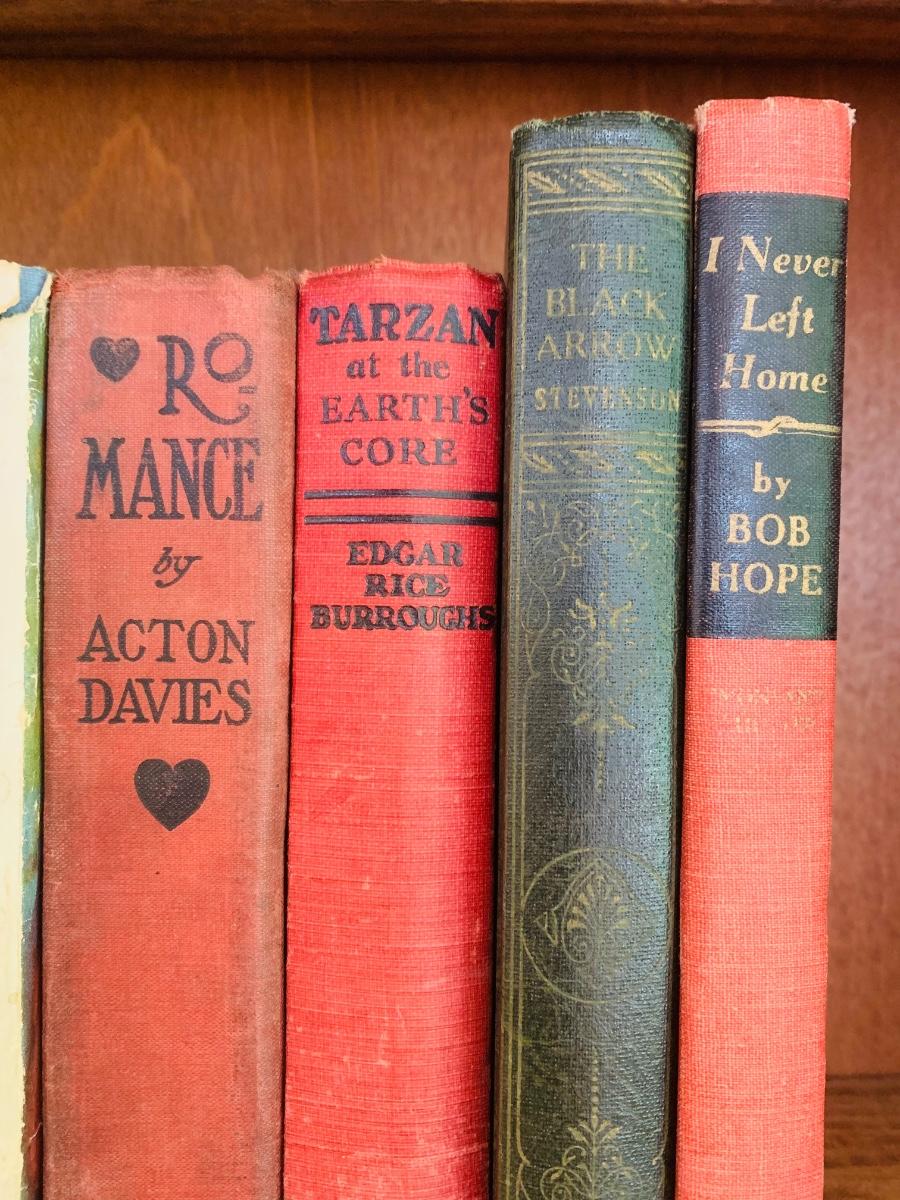 RO-
MANCE
by
ACTON
DAVIES
TARZAN
at the
EARTH'S
CORE
EDGAR
RICE
BURROUGHS
THE
BLACK
ARROW
STEVENSON
I Never
Left
Home
by
BOB
HOPE